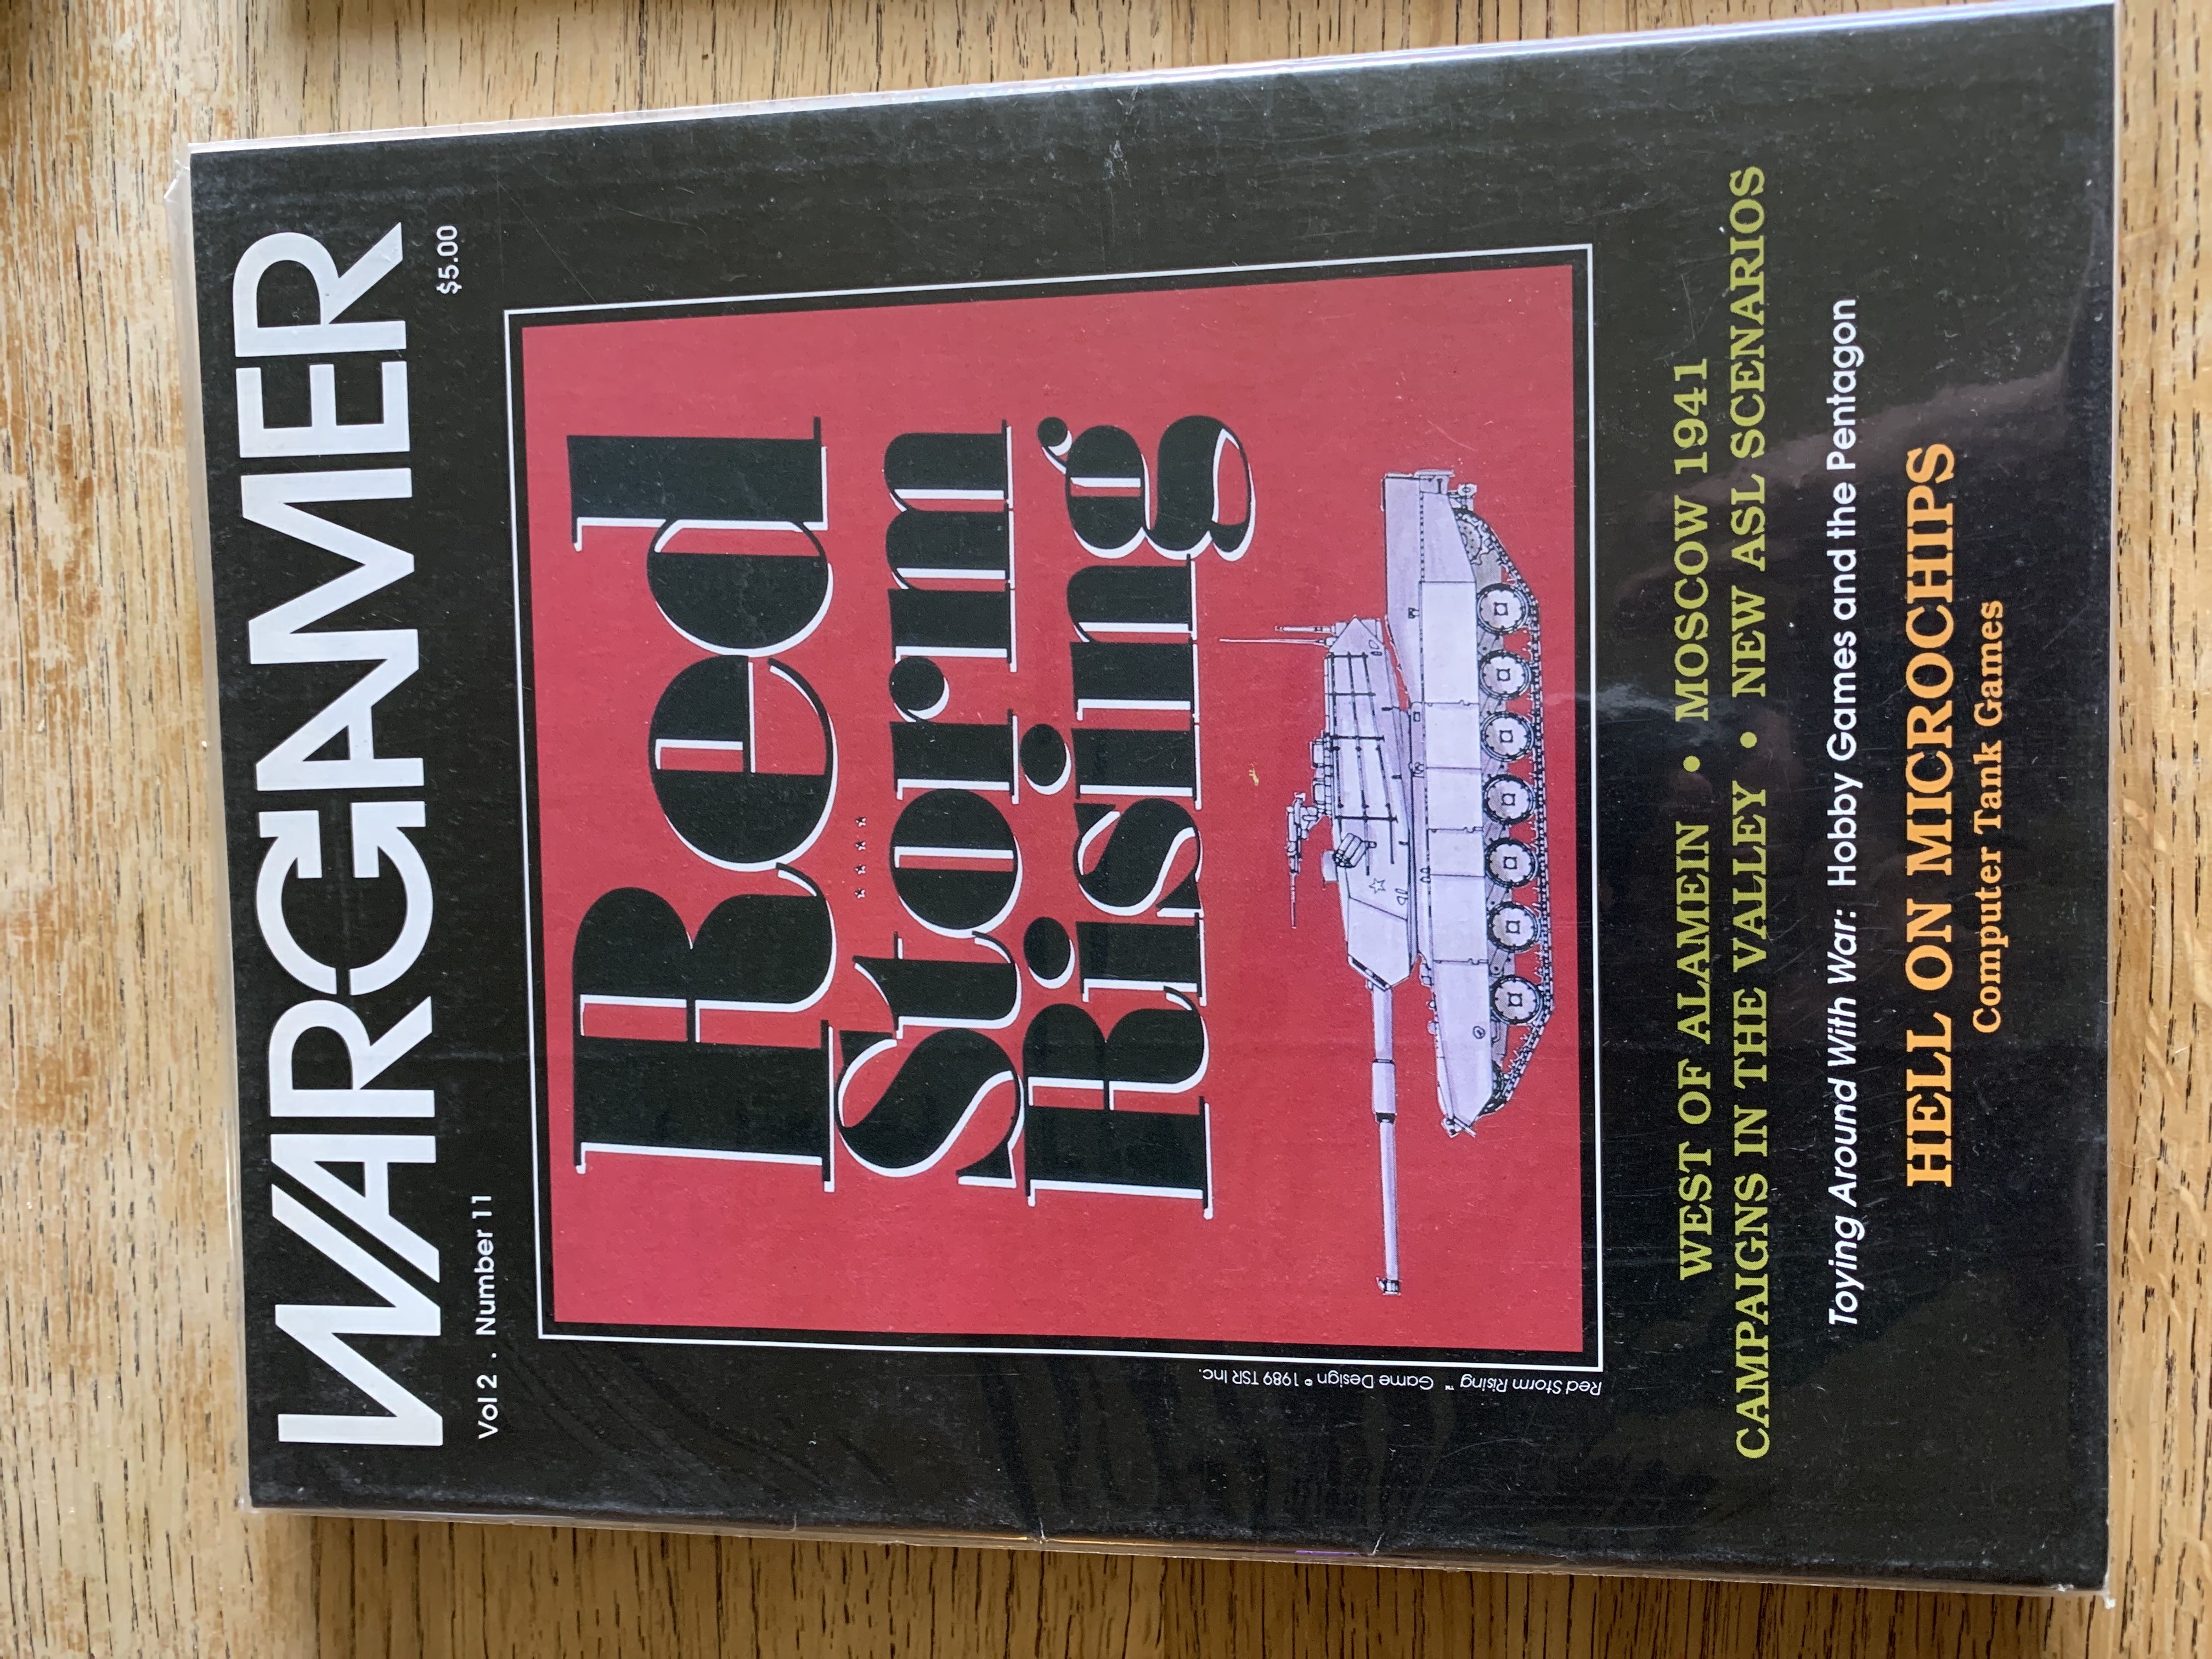 WARGAMER
$5.00
Vol 2 . Number 11
Red
Storm
Rising
Red Storm Rising ™ Game Design © 1989 TSR Inc.
WEST OF ALAMEIN • MOSCOW 1941
CAMPAIGNS IN THE VALLEY • NEW ASL SCENARIOS
Toying Around With War: Hobby Games and the Pentagon
HELL ON MICROCHIPS
Computer Tank Games